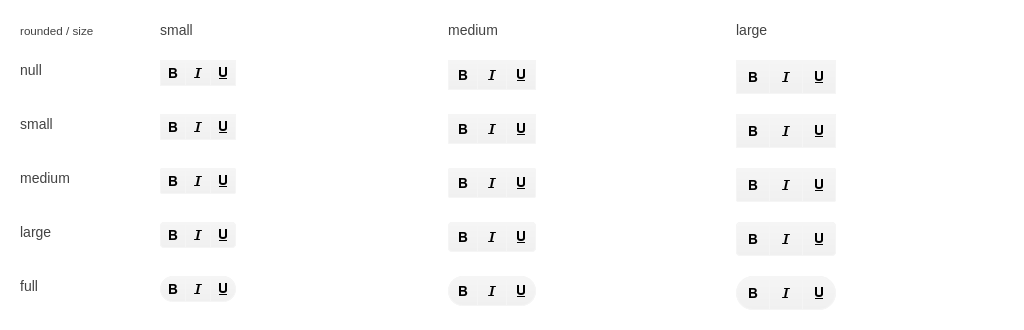 rounded / size small medium large
null B I U B I U B I U
small B I U B I U B I U
medium B I U B I U B I U
large B I U B I U B I U
full B I U B I U B I U